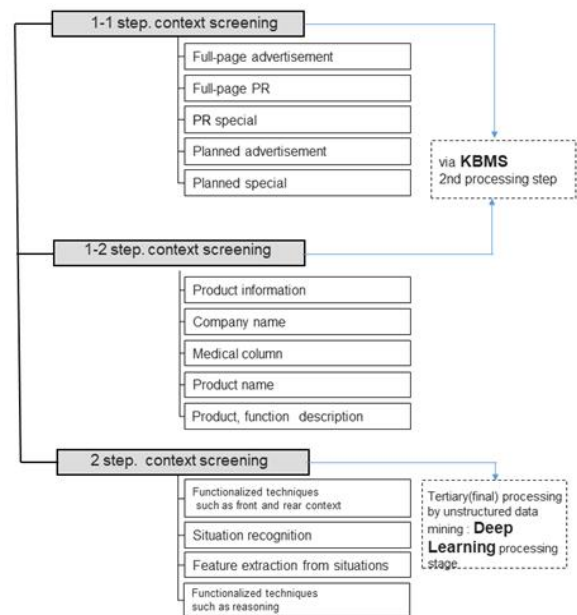 1-1 step. context screening
Full-page advertisement
Full-page PR
PR special
Planned advertisement
Planned special
via KBMS
2nd processing step
1-2 step. context screening
Product information
Company name
Medical column
Product name
Product, function description
2 step. context screening
Functionalized techniques
such as front and rear context
Situation recognition
Feature extraction from situations
Functionalized techniques
such as reasoning
Tertiary(final) processing
by unstructured data
mining : Deep
Learning processing
stage